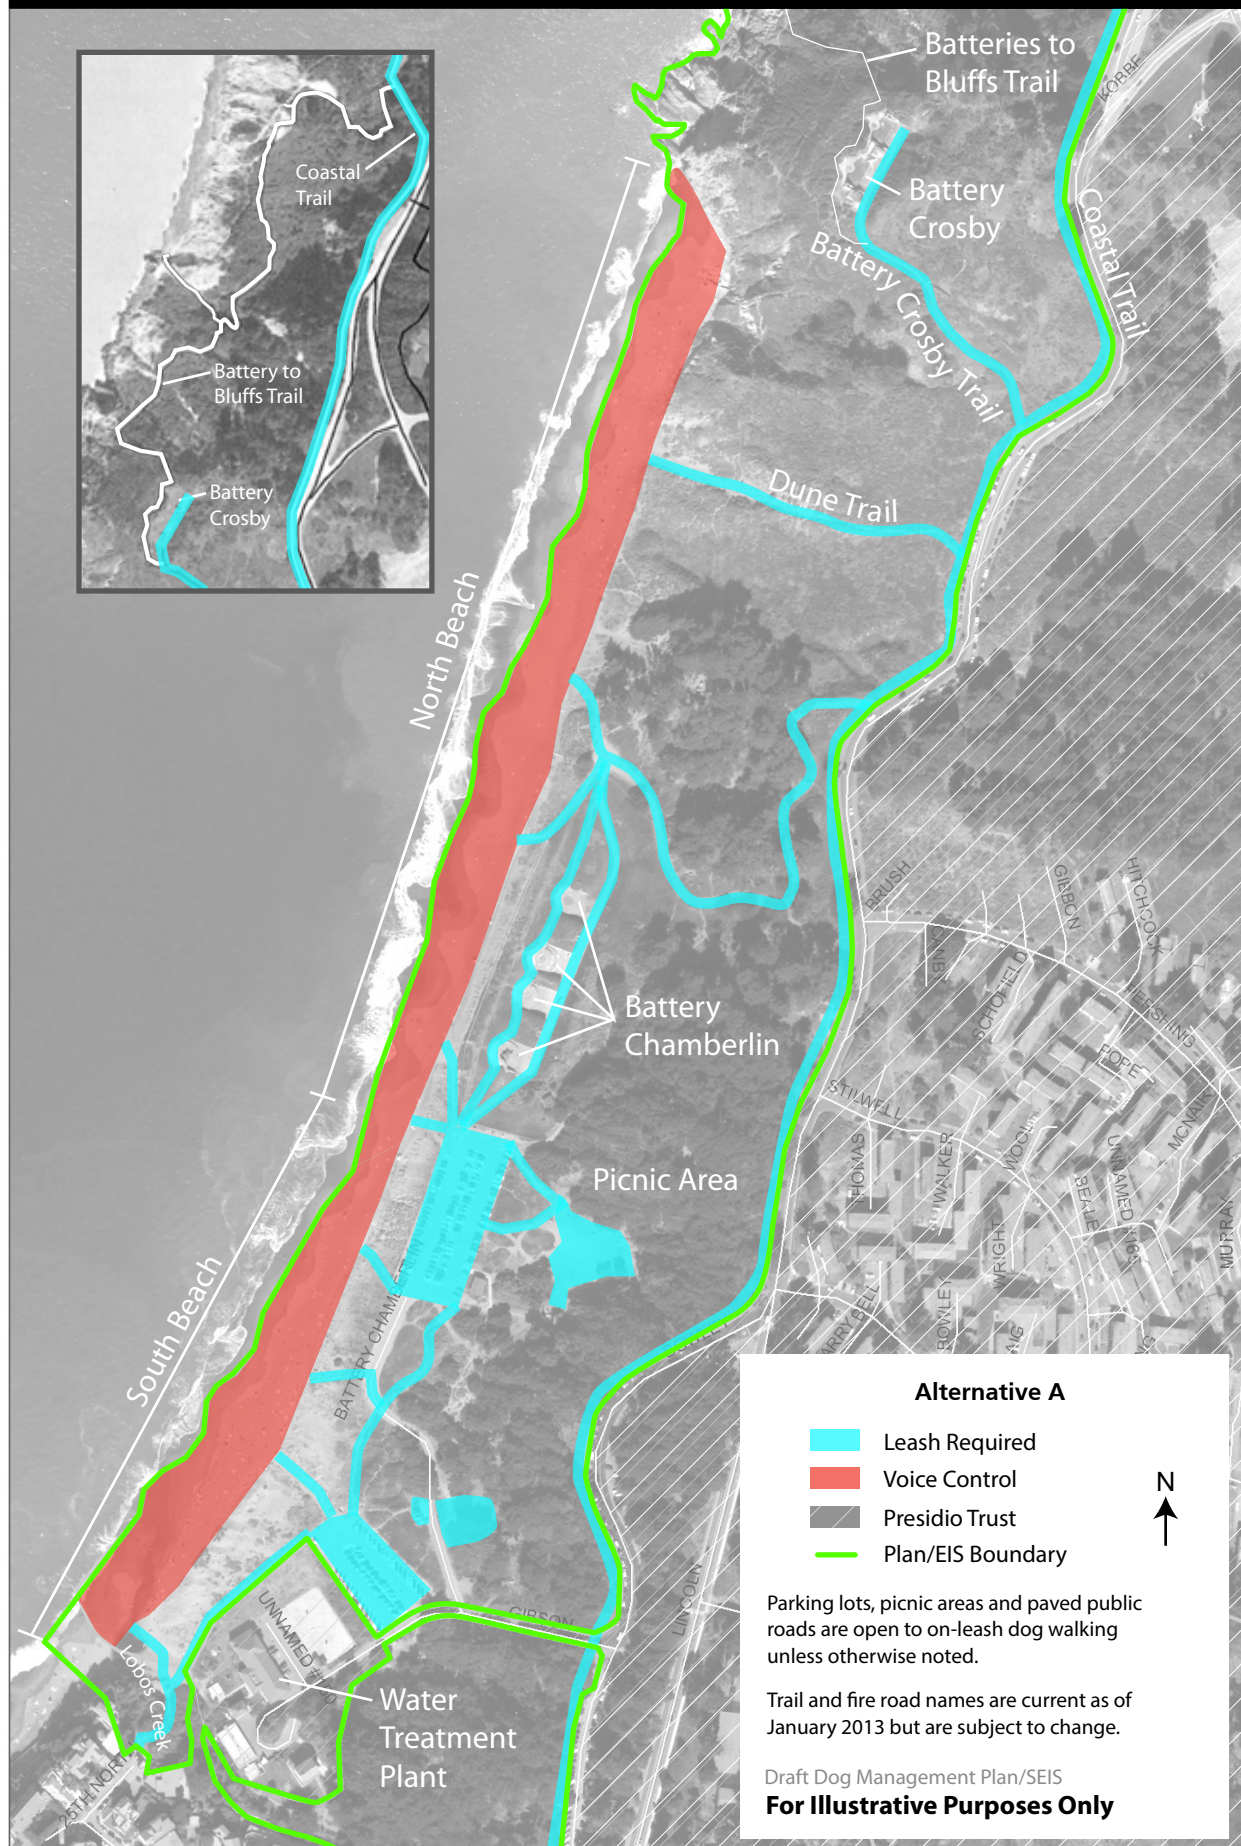 Batteries to
Bluffs Trail
KOBBE
Coastal
Trail
Battery
Crosby
Coastal Trail
Battery Crosby Trail
Battery to
Bluffs Trail
Battery
Crosby
Dune Trail
North Beach
BRUSH
GIBBON
HITCHCOCK
SCHOFIELD
PERSHING
Battery
Chamberlin
POPE
STILWELL
MCNAIR
WOOL
THOMAS
WALKER
UNNAMED #163
BEALE
MURRAY
Picnic Area
WRIGHT
BATTERY CHAMBERLIN
South Beach
Alternative A
Leash Required
Voice Control
Presidio Trust
Plan/EIS Boundary
N
LINCOLN
GIBSON
Parking lots, picnic areas and paved public
roads are open to on-leash dog walking
unless otherwise noted.
Trail and fire road names are current as of
January 2013 but are subject to change.
Lobos Creek
Water
Treatment
Plant
25TH NORTH
Draft Dog Management Plan/SEIS
For Illustrative Purposes Only